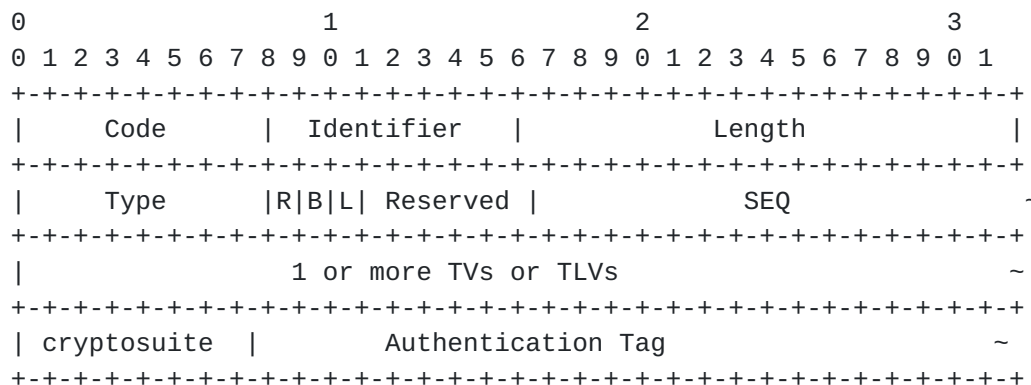 0                   1                   2                   3
0 1 2 3 4 5 6 7 8 9 0 1 2 3 4 5 6 7 8 9 0 1 2 3 4 5 6 7 8 9 0 1
+-+-+-+-+-+-+-+-+-+-+-+-+-+-+-+-+-+-+-+-+-+-+-+-+-+-+-+-+-+-+-+-+
|     Code      |  Identifier   |            Length             |
+-+-+-+-+-+-+-+-+-+-+-+-+-+-+-+-+-+-+-+-+-+-+-+-+-+-+-+-+-+-+-+-+
|     Type      |R|B|L| Reserved |             SEQ               ~
+-+-+-+-+-+-+-+-+-+-+-+-+-+-+-+-+-+-+-+-+-+-+-+-+-+-+-+-+-+-+-+-+
|                 1 or more TVs or TLVs                         ~
+-+-+-+-+-+-+-+-+-+-+-+-+-+-+-+-+-+-+-+-+-+-+-+-+-+-+-+-+-+-+-+-+
| cryptosuite  |        Authentication Tag                     ~
+-+-+-+-+-+-+-+-+-+-+-+-+-+-+-+-+-+-+-+-+-+-+-+-+-+-+-+-+-+-+-+-+